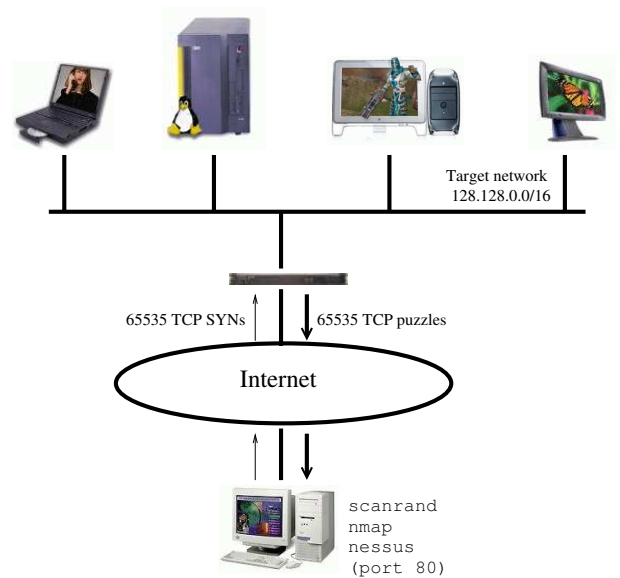 Target network
128.128.0.0/16
65535 TCP SYNs
65535 TCP puzzles
Internet
scanrand
nmap
nessus
(port 80)